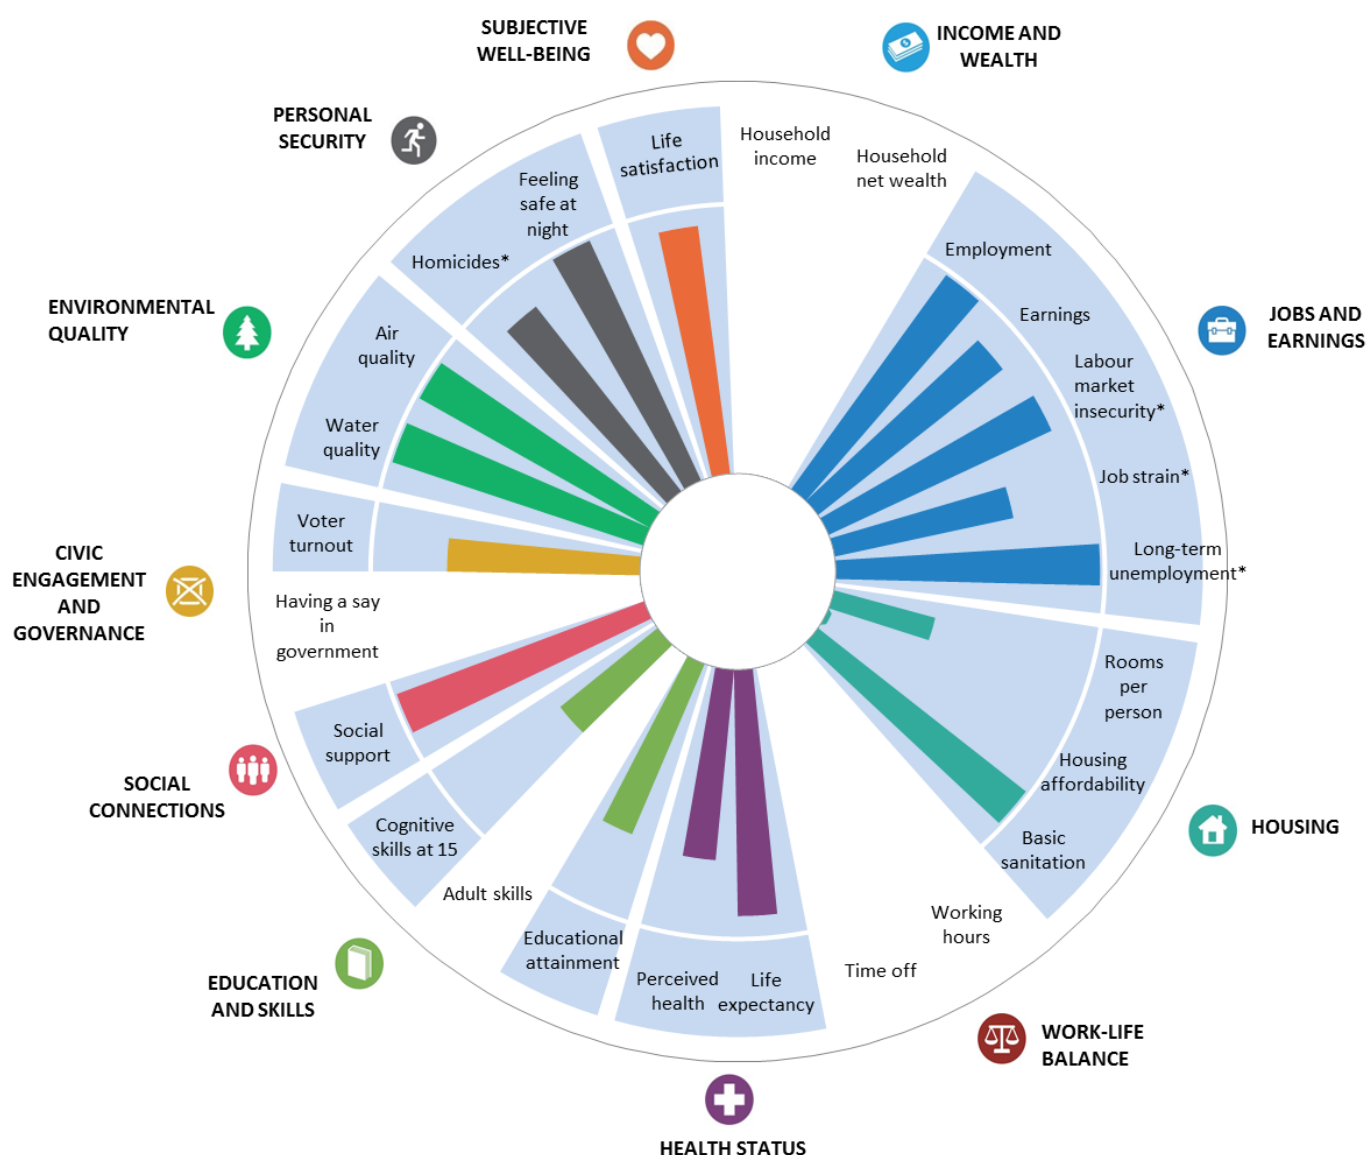 SUBJECTIVE
WELL-BEING
INCOME AND
WEALTH
PERSONAL
SECURITY
Life
satisfaction
Household
income
Household
net wealth
Feeling
safe at
night
Homicides*
Employment
ENVIRONMENTAL
QUALITY
Air
quality
Earnings
JOBS AND
EARNINGS
Labour
market
insecurity*
Water
quality
Job strain*
Voter
turnout
Long-term
unemployment*
CIVIC
ENGAGEMENT
AND
GOVERNANCE
Having a say
in
government
Rooms
per
person
Social
support
Housing
affordability
SOCIAL
CONNECTIONS
Cognitive
skills at 15
Basic
sanitation
HOUSING
Adult skills
Working
hours
Educational
attainment
Perceived
health
Life
expectancy
Time off
EDUCATION
AND SKILLS
WORK-LIFE
BALANCE
HEALTH STATUS